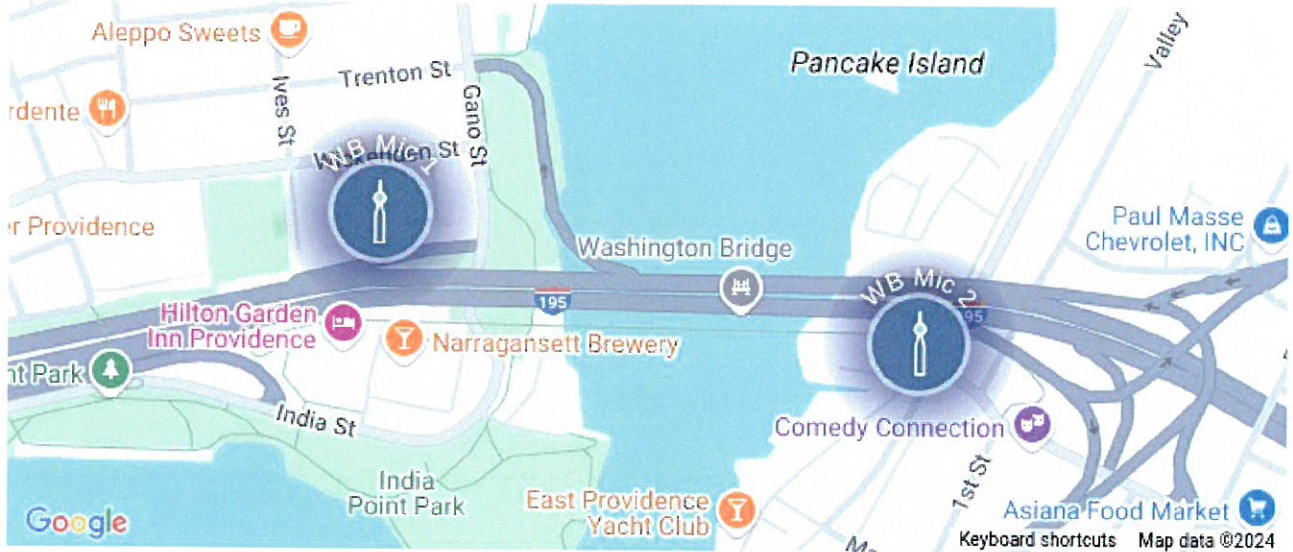 Aleppo Sweets
Trenton St
Pancake Island
Valley
rdente
Ives St
Gano St
WB Mic 1
er Providence
Washington Bridge
Paul Masse
Chevrolet, INC
195
WB Mic 2
Hilton Garden
Inn Providence
Narragansett Brewery
nt Park
India St
Comedy Connection
India
Point Park
1st St
East Providence
Yacht Club
Asiana Food Market
Google
Keyboard shortcuts Map data ©2024